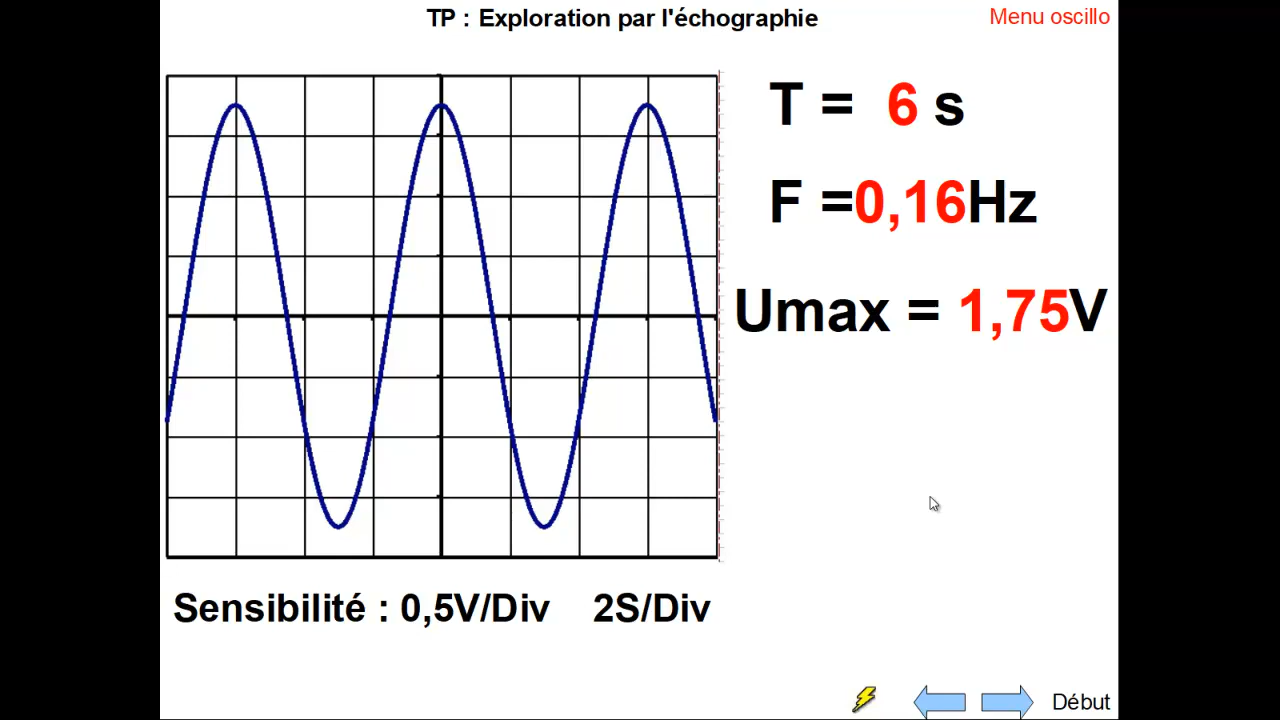 TP : Exploration par l'échographie
Menu oscillo
T = 6 s
F =0,16Hz
Umax = 1,75V
Sensibilité : 0,5V/Div 2S/Div
Début